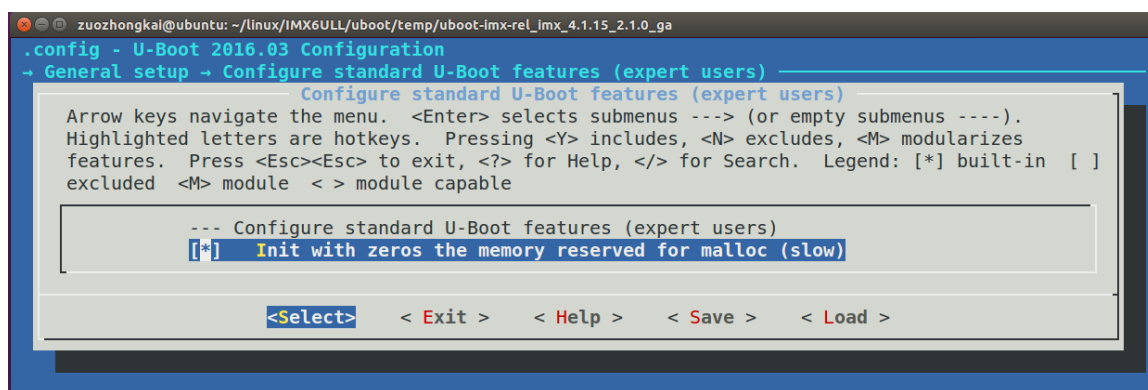 zuozhongkai@ubuntu: ~/linux/IMX6ULL/uboot/temp/uboot-imx-rel_imx_4.1.15_2.1.0_ga
.config - U-Boot 2016.03 Configuration
→ General setup → Configure standard U-Boot features (expert users)
Configure standard U-Boot features (expert users)
Arrow keys navigate the menu.  <Enter> selects submenus ---> (or empty submenus ----).
Highlighted letters are hotkeys.  Pressing <Y> includes, <N> excludes, <M> modularizes
features.  Press <Esc><Esc> to exit, <?> for Help, </> for Search.  Legend: [*] built-in  [ ]
excluded  <M> module  < > module capable
--- Configure standard U-Boot features (expert users)
[*]   Init with zeros the memory reserved for malloc (slow)
<Select>    < Exit >    < Help >    < Save >    < Load >